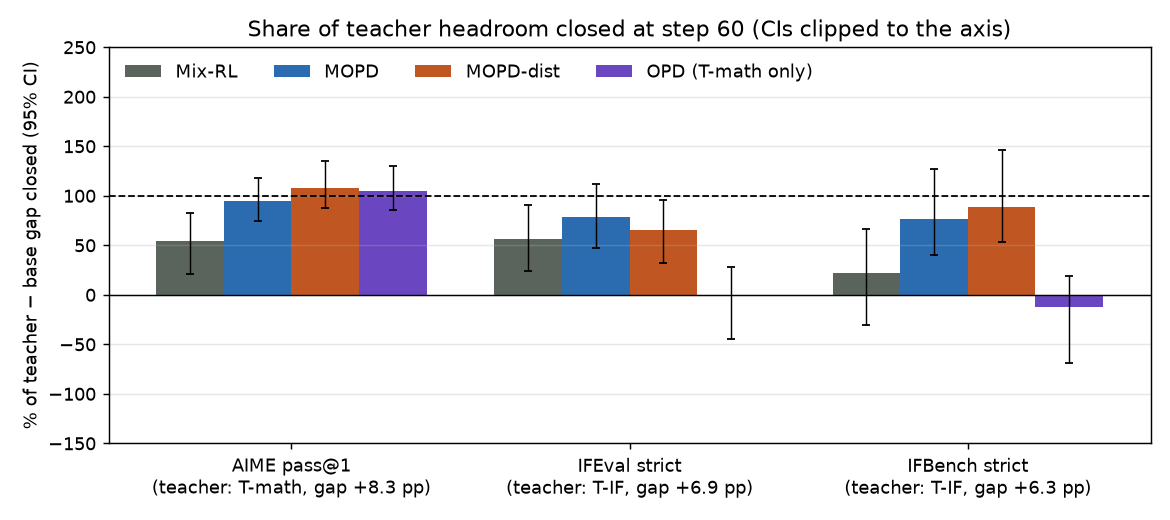 Share of teacher headroom closed at step 60 (CIs clipped to the axis)
% of teacher − base gap closed (95% CI)
Mix-RL
MOPD
MOPD-dist
OPD (T-math only)
250
200
150
100
50
0
−50
−100
−150
AIME pass@1
(teacher: T-math, gap +8.3 pp)
IFEval strict
(teacher: T-IF, gap +6.9 pp)
IFBench strict
(teacher: T-IF, gap +6.3 pp)